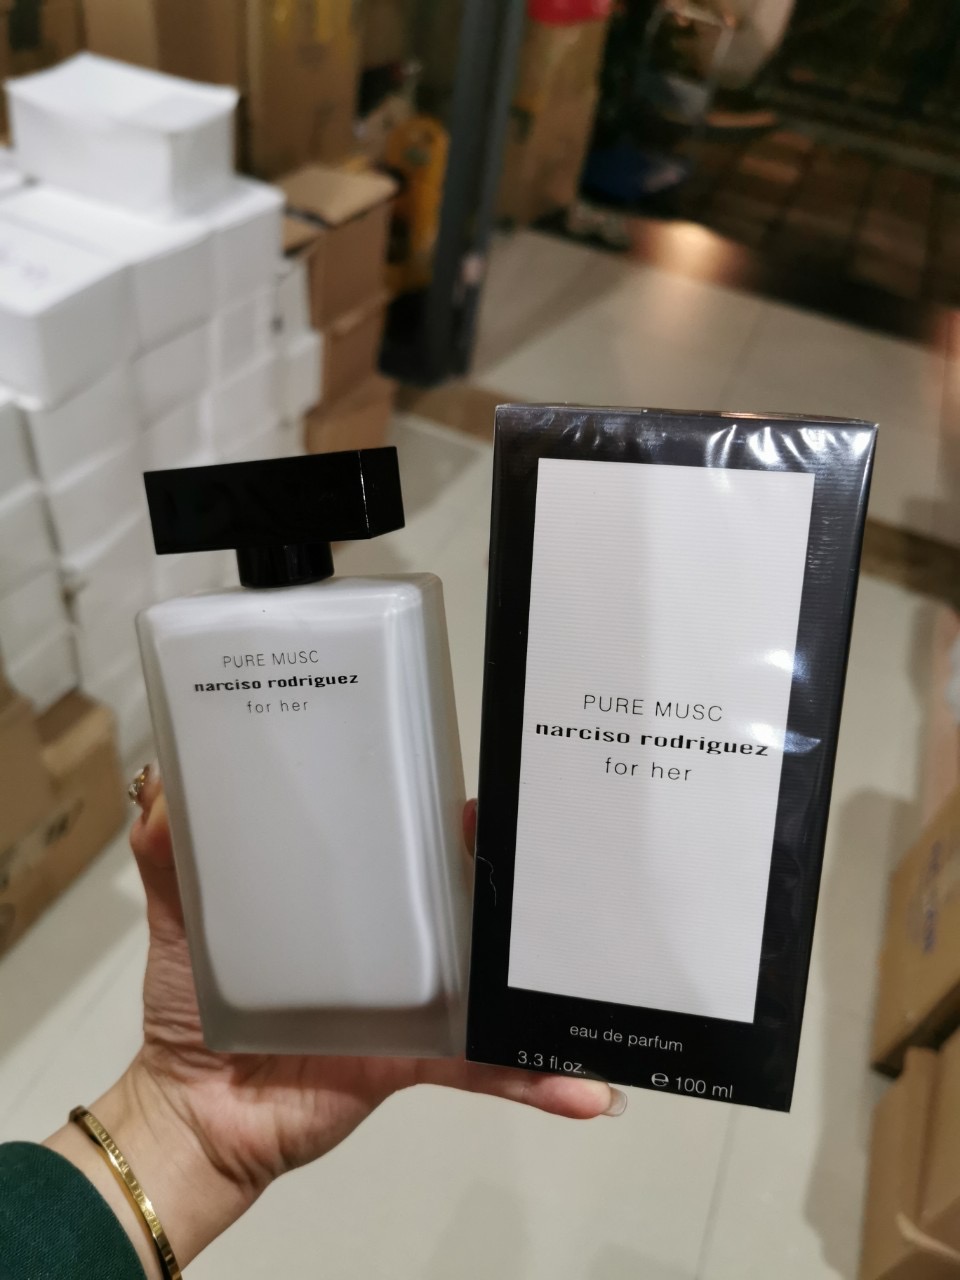 PURE MUSC
narciso rodriguez
for her
PURE MUSC
narciso rodriguez
for her
eau de parfum
3.3 fl.oz. ℮ 100 ml